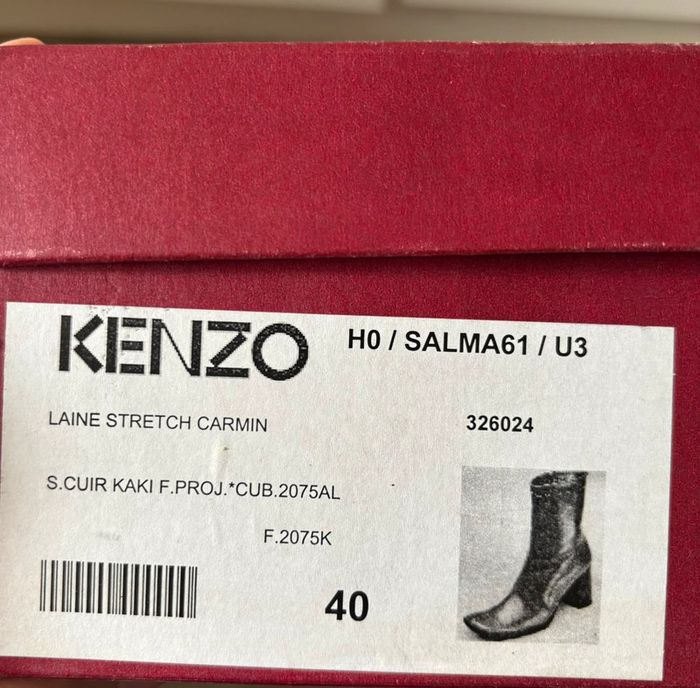 KENZO
H0 / SALMA61 / U3
LAINE STRETCH CARMIN
326024
S.CUIR KAKI F.PROJ.*CUB.2075AL
F.2075K
40